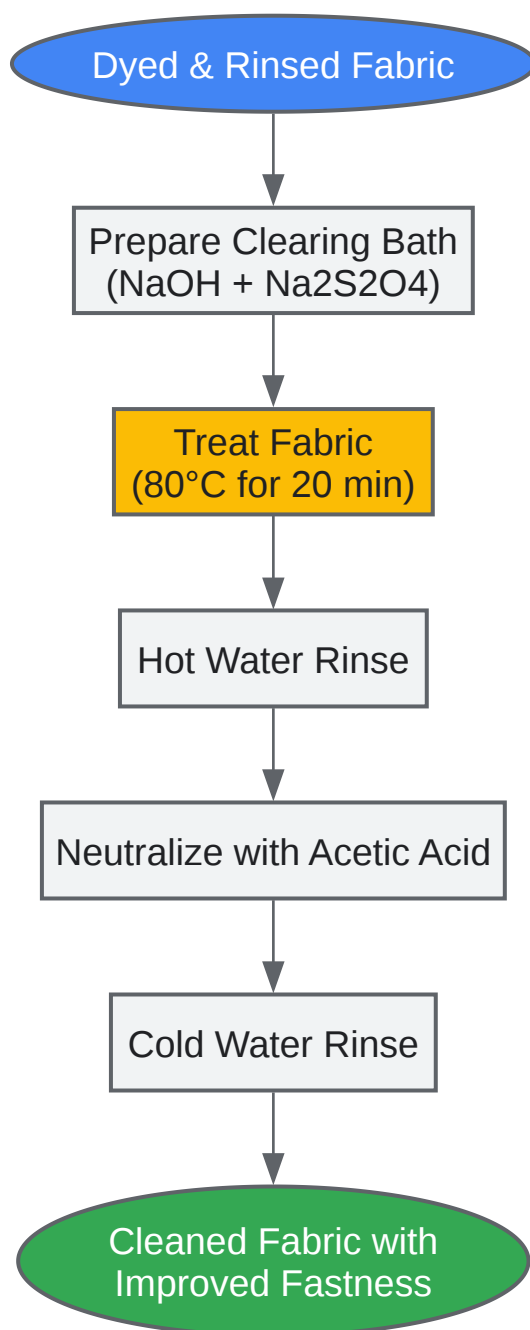 Dyed & Rinsed Fabric
Prepare Clearing Bath
(NaOH + Na2S2O4)
Treat Fabric
(80°C for 20 min)
Hot Water Rinse
Neutralize with Acetic Acid
Cold Water Rinse
Cleaned Fabric with
Improved Fastness